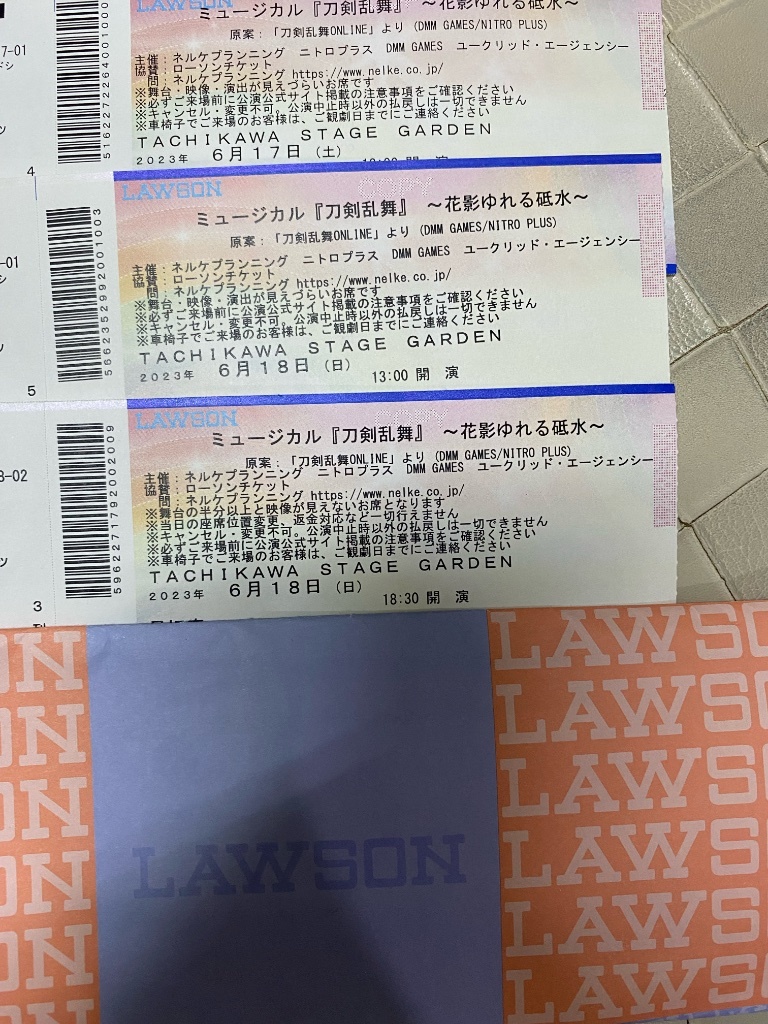 LAWSON
ミュージカル『刀剣乱舞』 ~花影ゆれる砥水~
原案:「刀剣乱舞ONLINE」より (DMM GAMES/NITRO PLUS)
主催:ネルケプランニング ニトロプラス DMM GAMES ユークリッド・エージェンシー
協賛:ローソンチケット
問:ネルケプランニング https://www.nelke.co.jp/
※舞台・映像・演出が見えづらいお席です
※必ずご来場前に公演公式サイト掲載の注意事項をご確認ください
※キャンセル・変更不可。公演中止時以外の払戻しは一切できません
※車椅子でご来場のお客様は、ご観劇日までにご連絡ください
TACHIKAWA STAGE GARDEN
2023年 6月17日 (土)
7-01
4
LAWSON
ミュージカル『刀剣乱舞』 ~花影ゆれる砥水~
原案:「刀剣乱舞ONLINE」より (DMM GAMES/NITRO PLUS)
主催:ネルケプランニング ニトロプラス DMM GAMES ユークリッド・エージェンシー
協賛:ローソンチケット
問:ネルケプランニング https://www.nelke.co.jp/
※舞台・映像・演出が見えづらいお席です
※必ずご来場前に公演公式サイト掲載の注意事項をご確認ください
※キャンセル・変更不可。公演中止時以外の払戻しは一切できません
※車椅子でご来場のお客様は、ご観劇日までにご連絡ください
TACHIKAWA STAGE GARDEN
2023年 6月18日 (日) 13:00 開 演
5662352992001003
-01
5
LAWSON
ミュージカル『刀剣乱舞』 ~花影ゆれる砥水~
原案:「刀剣乱舞ONLINE」より (DMM GAMES/NITRO PLUS)
主催:ネルケプランニング ニトロプラス DMM GAMES ユークリッド・エージェンシー
協賛:ローソンチケット
問:ネルケプランニング https://www.nelke.co.jp/
※舞台の半分以上と映像が見えないお席となります
※当日の座席位置変更、返金対応など一切行えません
※キャンセル・変更不可。公演中止時以外の払戻しは一切できません
※必ずご来場前に公演公式サイト掲載の注意事項をご確認ください
※車椅子でご来場のお客様は、ご観劇日までにご連絡ください
TACHIKAWA STAGE GARDEN
2023年 6月18日 (日) 18:30 開 演
5962271792002009
8-02
3
LAWSON
LAWSO
LAWSO
LAWSO
LAWSO
LAWS
LAWS
ON
ON
ON
ON
ON